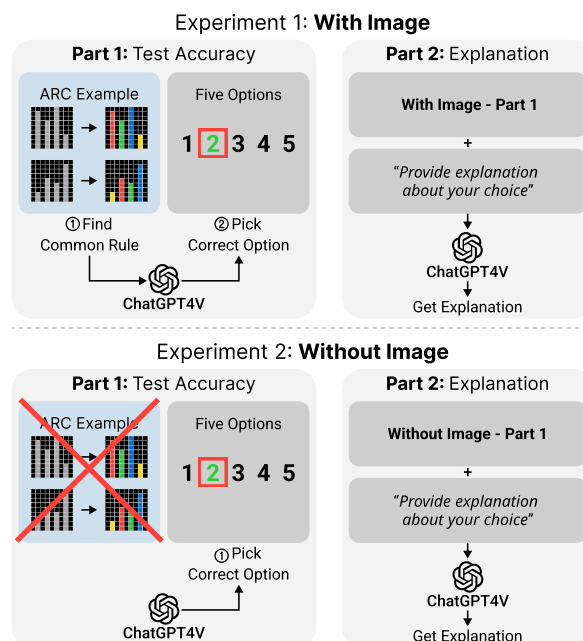 Experiment 1: With Image
Part 1: Test Accuracy
ARC Example
Five Options
1 2 3 4 5
① Find
Common Rule
② Pick
Correct Option
ChatGPT4V
Part 2: Explanation
With Image - Part 1
+
"Provide explanation
about your choice"
ChatGPT4V
Get Explanation
Experiment 2: Without Image
Part 1: Test Accuracy
ARC Example
Five Options
1 2 3 4 5
① Pick
Correct Option
ChatGPT4V
Part 2: Explanation
Without Image - Part 1
+
"Provide explanation
about your choice"
ChatGPT4V
Get Explanation